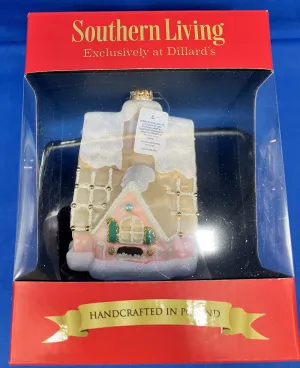 Southern Living
Exclusively at Dillard's
HANDCRAFTED IN POLAND